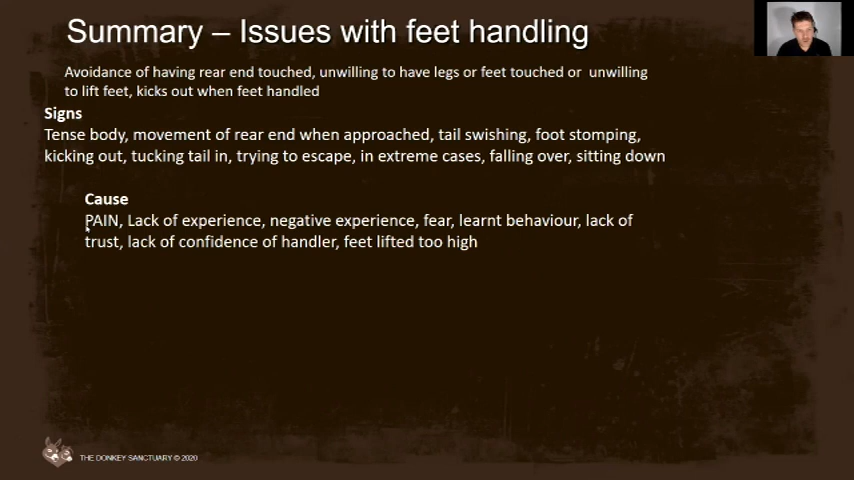 Summary – Issues with feet handling
Avoidance of having rear end touched, unwilling to have legs or feet touched or  unwilling
to lift feet, kicks out when feet handled
Signs
Tense body, movement of rear end when approached, tail swishing, foot stomping,
kicking out, tucking tail in, trying to escape, in extreme cases, falling over, sitting down
Cause
PAIN, Lack of experience, negative experience, fear, learnt behaviour, lack of
trust, lack of confidence of handler, feet lifted too high
THE DONKEY SANCTUARY © 2020